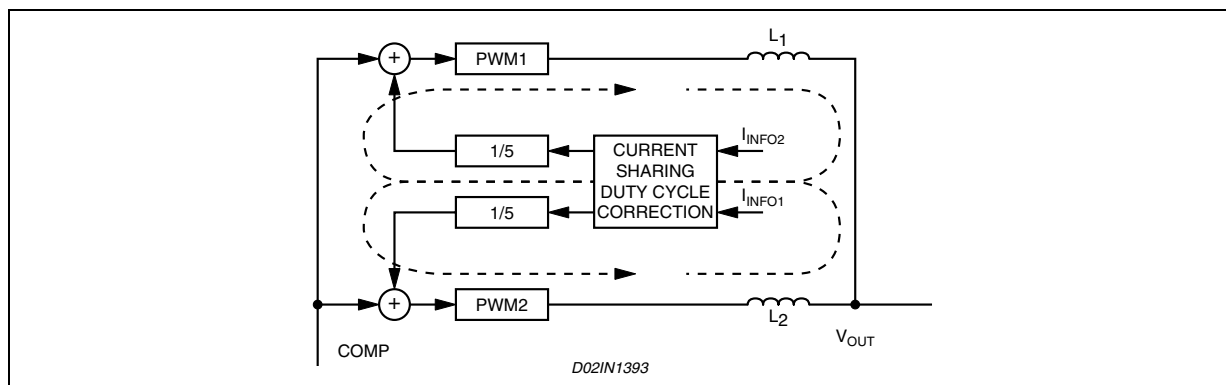 L1
+
PWM1
1/5
CURRENT
SHARING
DUTY CYCLE
CORRECTION
IINFO2
IINFO1
1/5
+
PWM2
L2
COMP
VOUT
D02IN1393